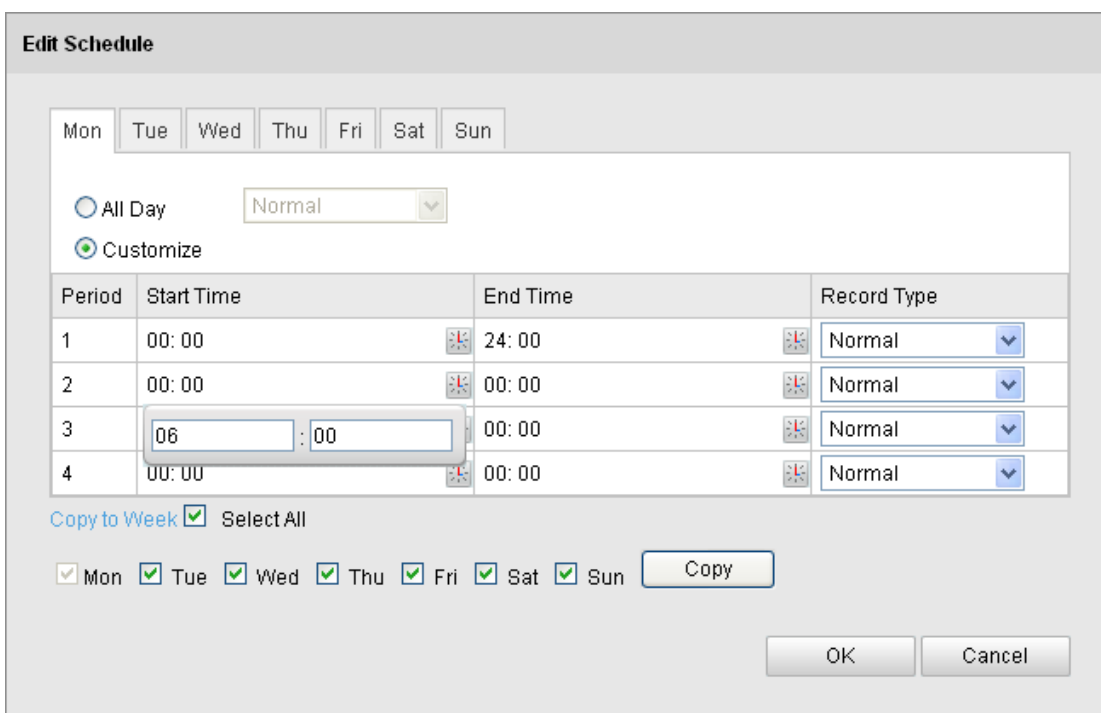 Edit Schedule
Mon Tue Wed Thu Fri Sat Sun
All Day Normal
Customize
Period Start Time End Time Record Type
1 00: 00 24: 00 Normal
2 00: 00 00: 00 Normal
3 06 : 00 00: 00 Normal
4 00: 00 00: 00 Normal
Copy to Week Select All
Mon Tue Wed Thu Fri Sat Sun Copy
OK Cancel